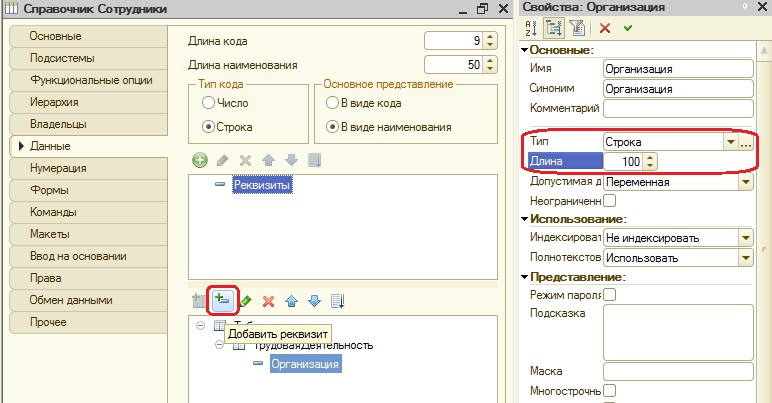 Справочник Сотрудники
Основные
Подсистемы
Функциональные опции
Иерархия
Владельцы
Данные
Нумерация
Формы
Команды
Макеты
Ввод на основании
Права
Обмен данными
Прочее
Длина кода 9
Длина наименования 50
Тип кода
Число
Строка
Основное представление
В виде кода
В виде наименования
Реквизиты
Добавить реквизит
ТрудоваяДеятельность
Организация
Свойства: Организация
Основные:
Имя Организация
Синоним Организация
Комментарий
Тип Строка
Длина 100
Допустимая д Переменная
Неограниченн
Использование:
Индексироват Не индексировать
Полнотекстов Использовать
Представление:
Режим пароля
Подсказка
Маска
Многострочны